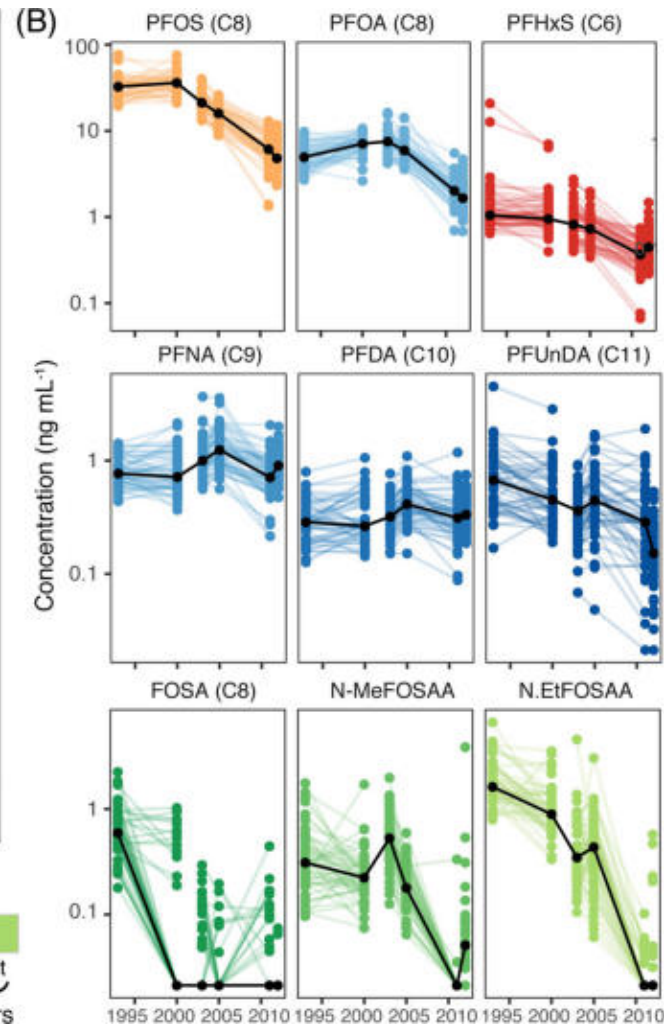 (B)
PFOS (C8) PFOA (C8) PFHxS (C6)
100
10
1
0.1
PFNA (C9) PFDA (C10) PFUnDA (C11)
Concentration (ng mL⁻¹)
1
0.1
FOSA (C8) N-MeFOSAA N.EtFOSAA
1
0.1
1995 2000 2005 2010 1995 2000 2005 2010 1995 2000 2005 2010
t
rs